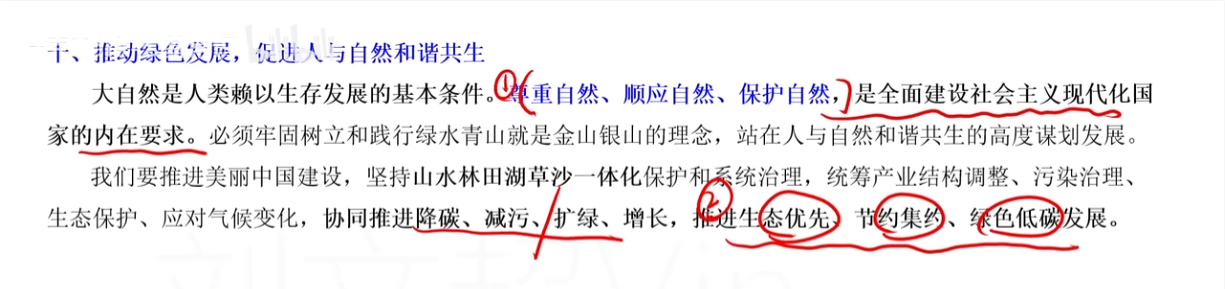 十、推动绿色发展，促进人与自然和谐共生
大自然是人类赖以生存发展的基本条件。①尊重自然、顺应自然、保护自然，是全面建设社会主义现代化国
家的内在要求。必须牢固树立和践行绿水青山就是金山银山的理念，站在人与自然和谐共生的高度谋划发展。
我们要推进美丽中国建设，坚持山水林田湖草沙一体化保护和系统治理，统筹产业结构调整、污染治理、
生态保护、应对气候变化，协同推进降碳、减污、扩绿、增长，②推进生态优先、节约集约、绿色低碳发展。